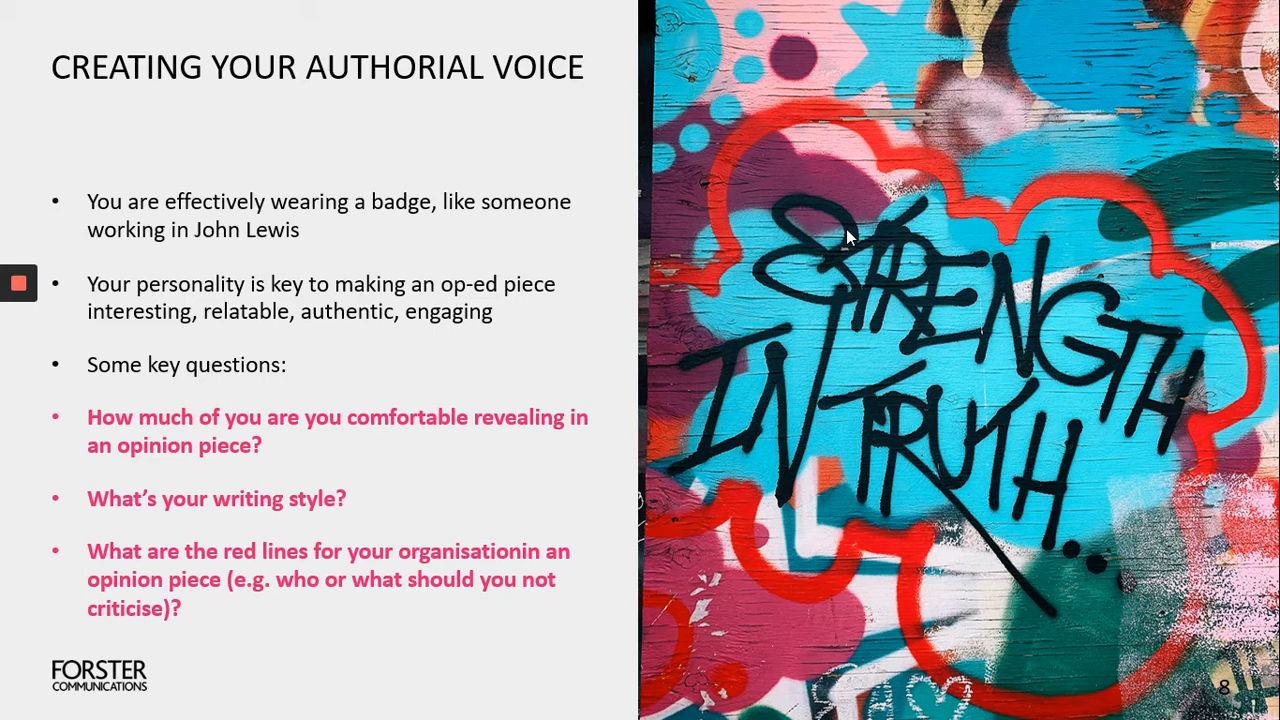 CREATING YOUR AUTHORIAL VOICE
• You are effectively wearing a badge, like someone
working in John Lewis
• Your personality is key to making an op-ed piece
interesting, relatable, authentic, engaging
• Some key questions:
• How much of you are you comfortable revealing in
an opinion piece?
• What’s your writing style?
• What are the red lines for your organisationin an
opinion piece (e.g. who or what should you not
criticise)?
FORSTER
COMMUNICATIONS
STRENGTH
IN TRUTH...
8